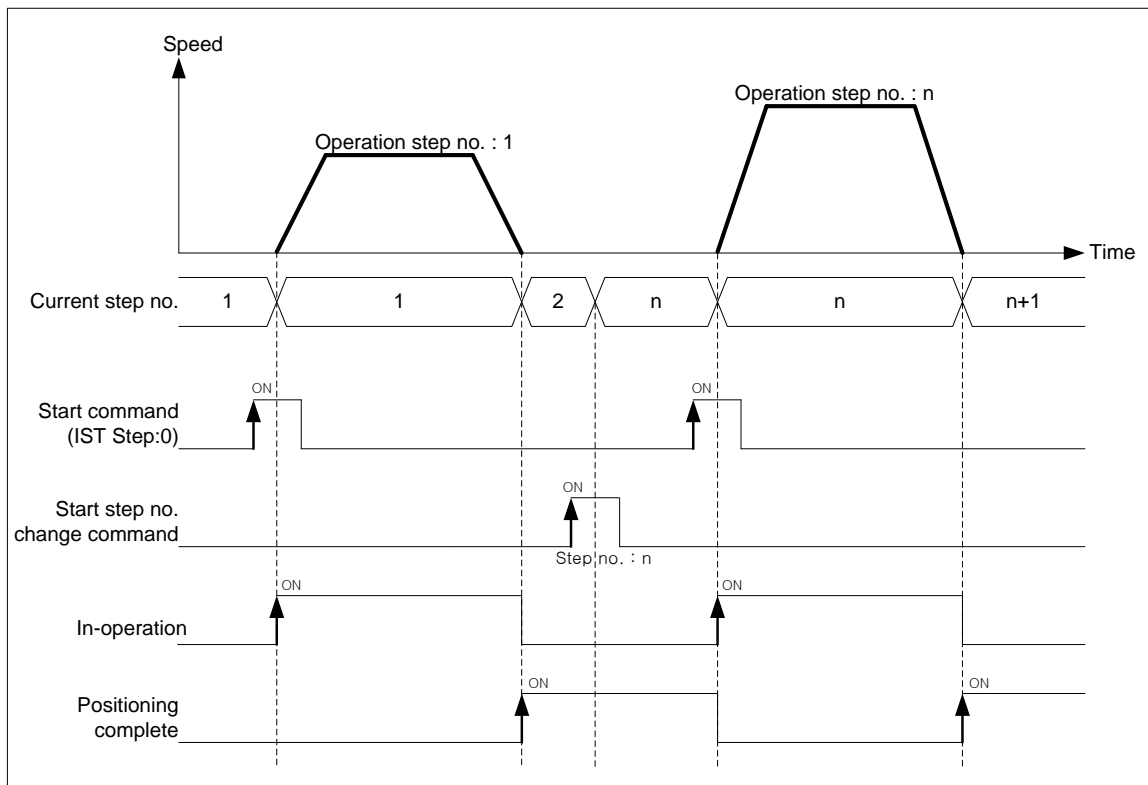 Speed
Operation step no. : n
Operation step no. : 1
Time
Current step no.
1
1
2
n
n
n+1
ON
ON
Start command
(IST Step:0)
ON
Start step no.
change command
Step no. : n
ON
ON
In-operation
ON
ON
Positioning
complete